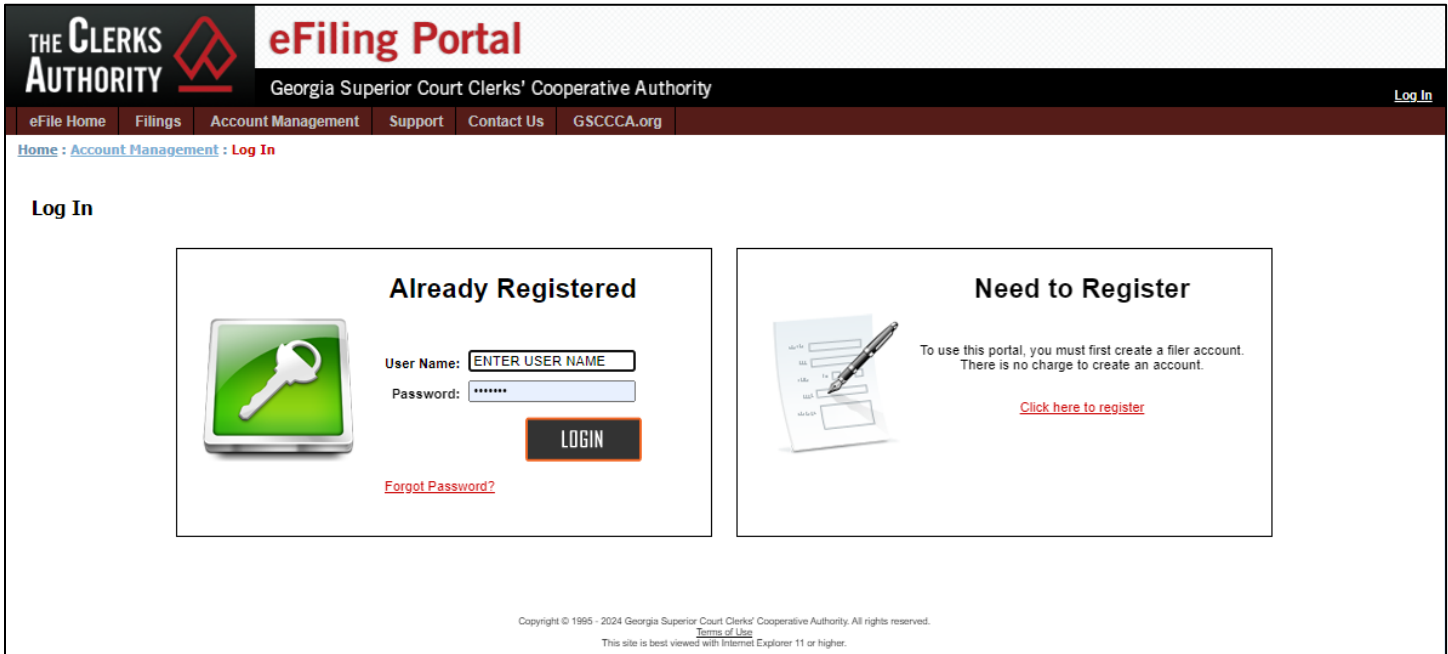 THE CLERKS
AUTHORITY
eFiling Portal
Georgia Superior Court Clerks' Cooperative Authority
Log In
eFile Home Filings Account Management Support Contact Us GSCCCA.org
Home : Account Management : Log In
Log In
Already Registered
User Name: ENTER USER NAME
Password: •••••••
LOGIN
Forgot Password?
Need to Register
To use this portal, you must first create a filer account.
There is no charge to create an account.
Click here to register
Copyright © 1995 - 2024 Georgia Superior Court Clerks' Cooperative Authority. All rights reserved.
Terms of Use
This site is best viewed with Internet Explorer 11 or higher.